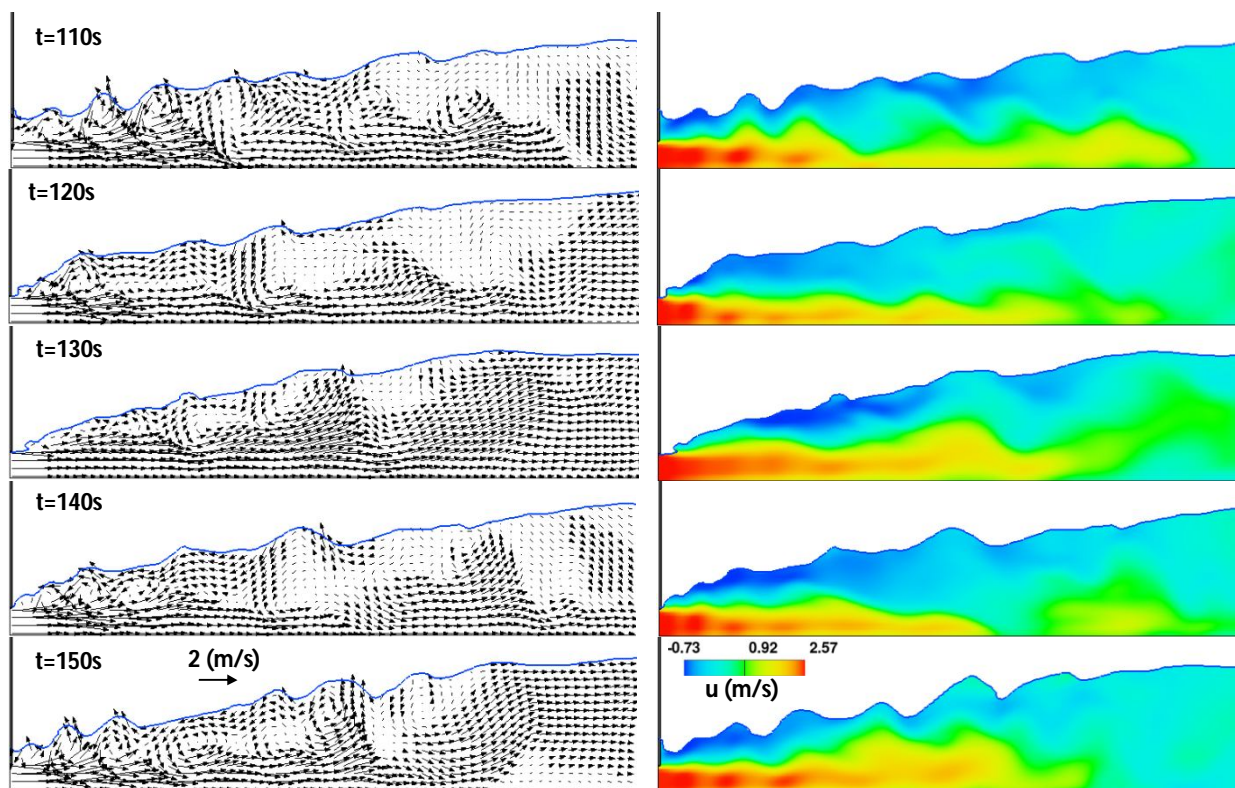 t=110s
t=120s
t=130s
t=140s
t=150s
2 (m/s)
-0.73 0.92 2.57
u (m/s)